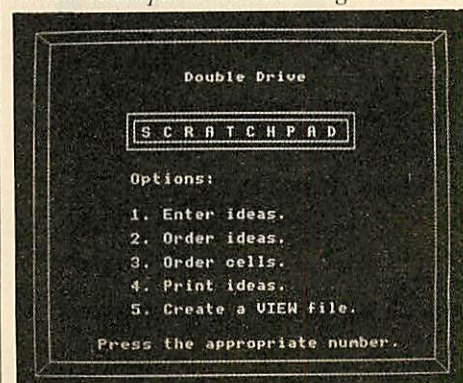 Double Drive
SCRATCHPAD
Options:
1. Enter ideas.
2. Order ideas.
3. Order cells.
4. Print ideas.
5. Create a VIEW file.
Press the appropriate number.